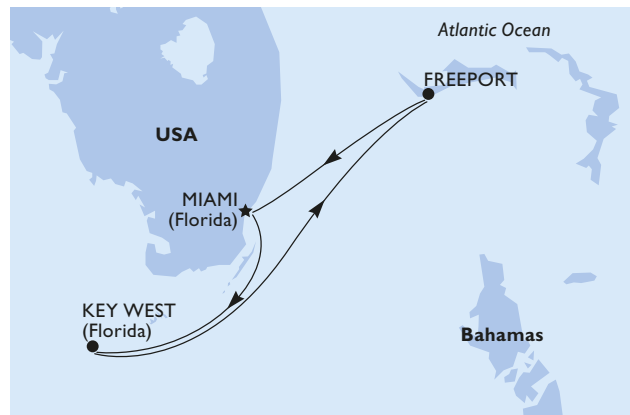 Atlantic Ocean
FREEPORT
USA
MIAMI
(Florida)
KEY WEST
(Florida)
Bahamas